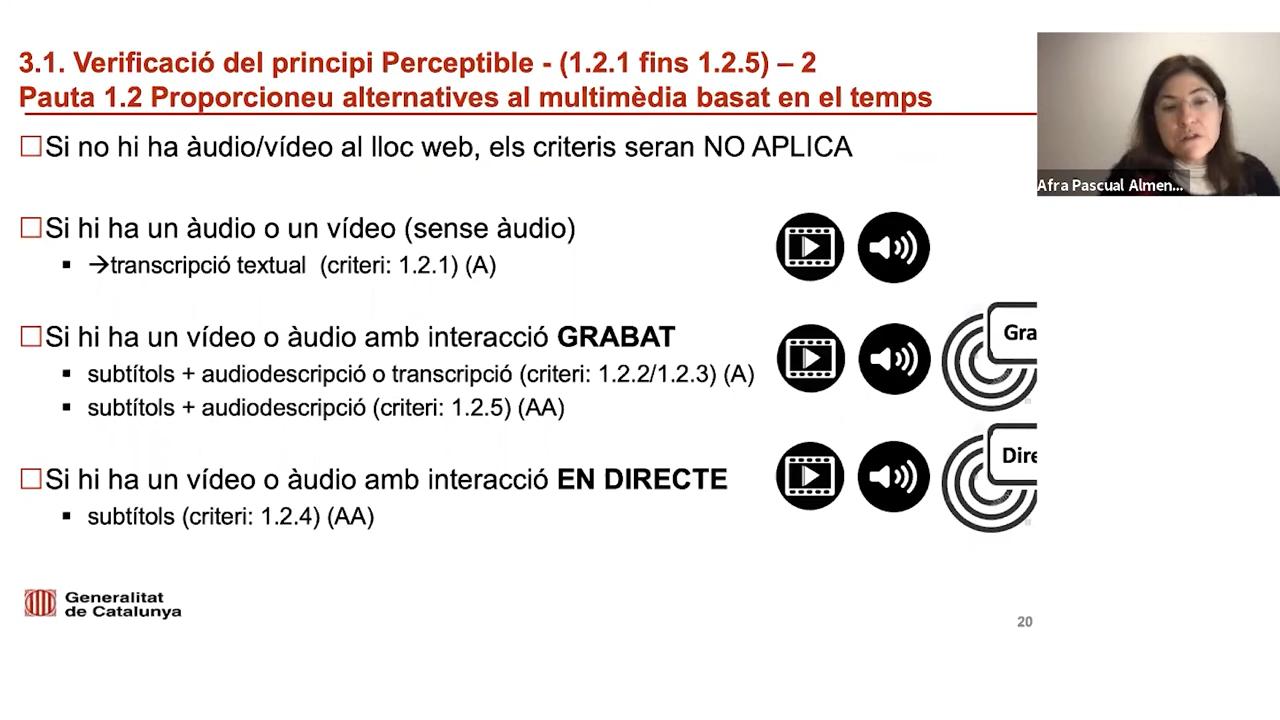 3.1. Verificació del principi Perceptible - (1.2.1 fins 1.2.5) – 2
Pauta 1.2 Proporcioneu alternatives al multimèdia basat en el temps
Si no hi ha àudio/vídeo al lloc web, els criteris seran NO APLICA
Si hi ha un àudio o un vídeo (sense àudio)
→transcripció textual (criteri: 1.2.1) (A)
Si hi ha un vídeo o àudio amb interacció GRABAT
subtítols + audiodescripció o transcripció (criteri: 1.2.2/1.2.3) (A)
subtítols + audiodescripció (criteri: 1.2.5) (AA)
Gra
Si hi ha un vídeo o àudio amb interacció EN DIRECTE
subtítols (criteri: 1.2.4) (AA)
Dire
Generalitat
de Catalunya
20
Afra Pascual Almen...